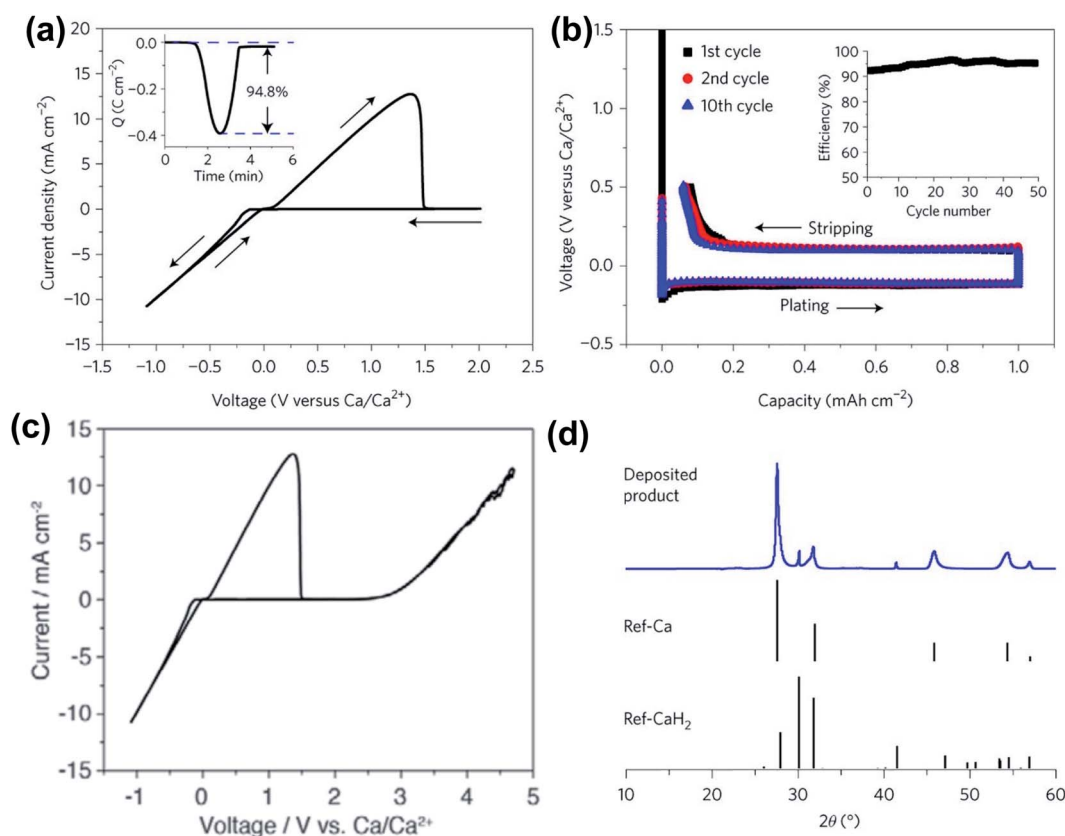 (a)
20
15
10
5
0
−5
−10
−15
Current density (mA cm−2)
−1.5 −1.0 −0.5 0.0 0.5 1.0 1.5 2.0 2.5
Voltage (V versus Ca/Ca2+)
0.0
−0.2
−0.4
Q (C cm−2)
94.8%
0 2 4 6
Time (min)
(b)
1.5
1.0
0.5
0.0
−0.5
Voltage (V versus Ca/Ca2+)
1st cycle
2nd cycle
10th cycle
100
90
80
70
60
50
Efficiency (%)
0 10 20 30 40 50
Cycle number
Stripping
Plating
0.0 0.2 0.4 0.6 0.8 1.0
Capacity (mAh cm−2)
(c)
15
10
5
0
-5
-10
-15
Current / mA cm-2
-1 0 1 2 3 4 5
Voltage / V vs. Ca/Ca2+
(d)
Deposited
product
Ref-Ca
Ref-CaH2
10 20 30 40 50 60
2θ (°)